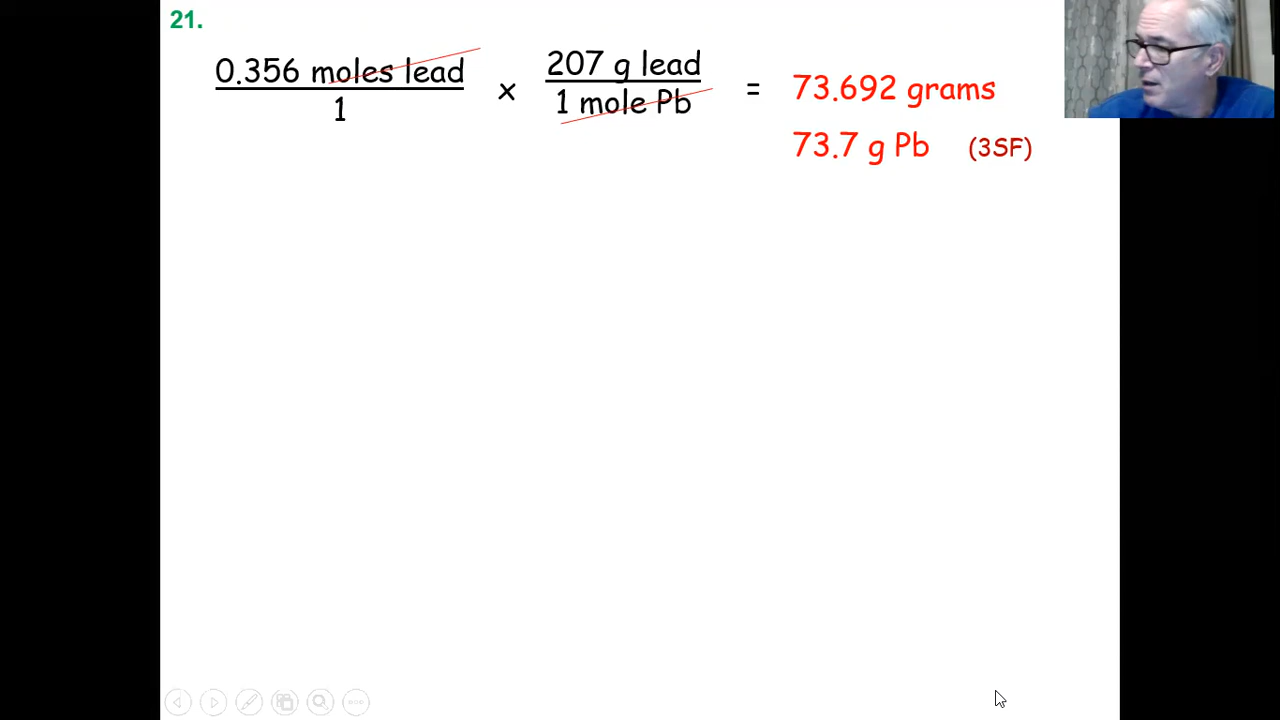 21.
0.356 moles lead
1
x
207 g lead
1 mole Pb
=
73.692 grams
73.7 g Pb (3SF)